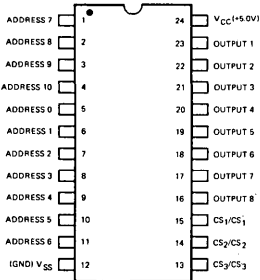 ADDRESS 7 1 24 VCC (+5.0V)
ADDRESS 8 2 23 OUTPUT 1
ADDRESS 9 3 22 OUTPUT 2
ADDRESS 10 4 21 OUTPUT 3
ADDRESS 0 5 20 OUTPUT 4
ADDRESS 1 6 19 OUTPUT 5
ADDRESS 2 7 18 OUTPUT 6
ADDRESS 3 8 17 OUTPUT 7
ADDRESS 4 9 16 OUTPUT 8
ADDRESS 5 10 15 CS1/CS1
ADDRESS 6 11 14 CS2/CS2
(GND) VSS 12 13 CS3/CS3